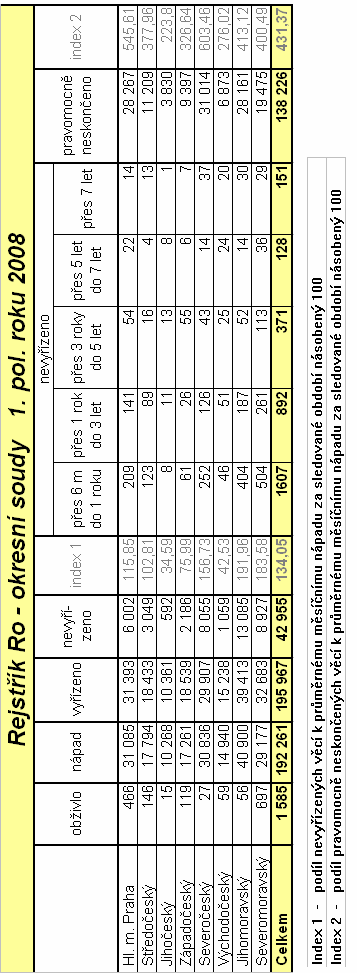 Rejstřík Ro - okresní soudy 1. pol. roku 2008
obživlo nápad vyřízeno nevyří-zeno index 1 nevyřízeno pravomocně neskončeno index 2
přes 6 m do 1 roku přes 1 rok do 3 let přes 3 roky do 5 let přes 5 let do 7 let přes 7 let
Hl. m. Praha 466 31 085 31 393 6 002 115,85 209 141 54 22 14 28 267 545,61
Středočeský 146 17 794 18 433 3 049 102,81 123 89 16 4 13 11 209 377,96
Jihočeský 15 10 268 10 361 592 34,59 8 11 13 8 1 3 830 223,8
Západočeský 119 17 261 18 539 2 186 75,99 61 26 55 6 7 9 397 326,64
Severočeský 27 30 836 29 907 8 055 156,73 252 126 43 14 37 31 014 603,46
Východočeský 59 14 940 15 238 1 059 42,53 46 51 25 24 20 6 873 276,02
Jihomoravský 56 40 900 39 413 13 085 191,96 404 187 52 14 30 28 161 413,12
Severomoravský 697 29 177 32 683 8 927 183,58 504 261 113 36 29 19 475 400,49
Celkem 1 585 192 261 195 967 42 955 134,05 1607 892 371 128 151 138 226 431,37
Index 1 - podíl nevyřízených věcí k průměrnému měsíčnímu nápadu za sledované období násobený 100
Index 2 - podíl pravomocně neskončených věcí k průměrnému měsíčnímu nápadu za sledované období násobený 100